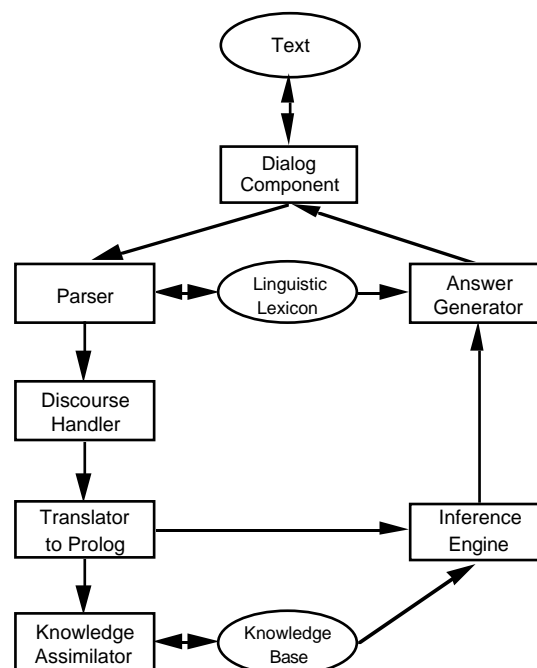 Text
Dialog
Component
Parser
Linguistic
Lexicon
Answer
Generator
Discourse
Handler
Translator
to Prolog
Inference
Engine
Knowledge
Assimilator
Knowledge
Base